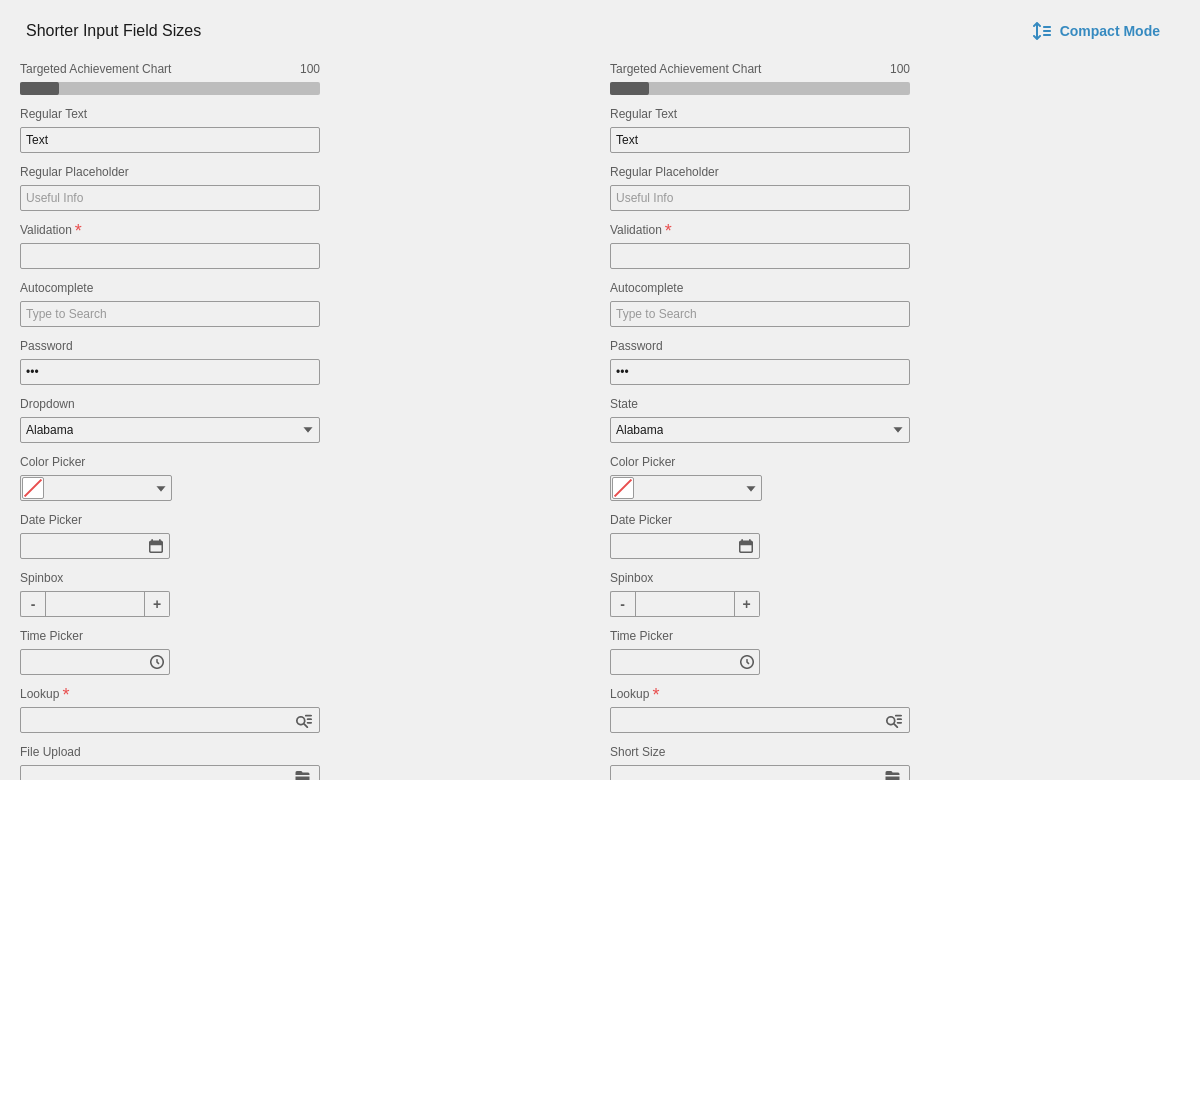 Shorter Input Field Sizes
Compact Mode
Targeted Achievement Chart 100
Regular Text
Text
Regular Placeholder
Useful Info
Validation *
Autocomplete
Type to Search
Password
•••
Dropdown
Alabama
Color Picker
Date Picker
Spinbox
- +
Time Picker
Lookup *
File Upload
Targeted Achievement Chart 100
Regular Text
Text
Regular Placeholder
Useful Info
Validation *
Autocomplete
Type to Search
Password
•••
State
Alabama
Color Picker
Date Picker
Spinbox
- +
Time Picker
Lookup *
Short Size